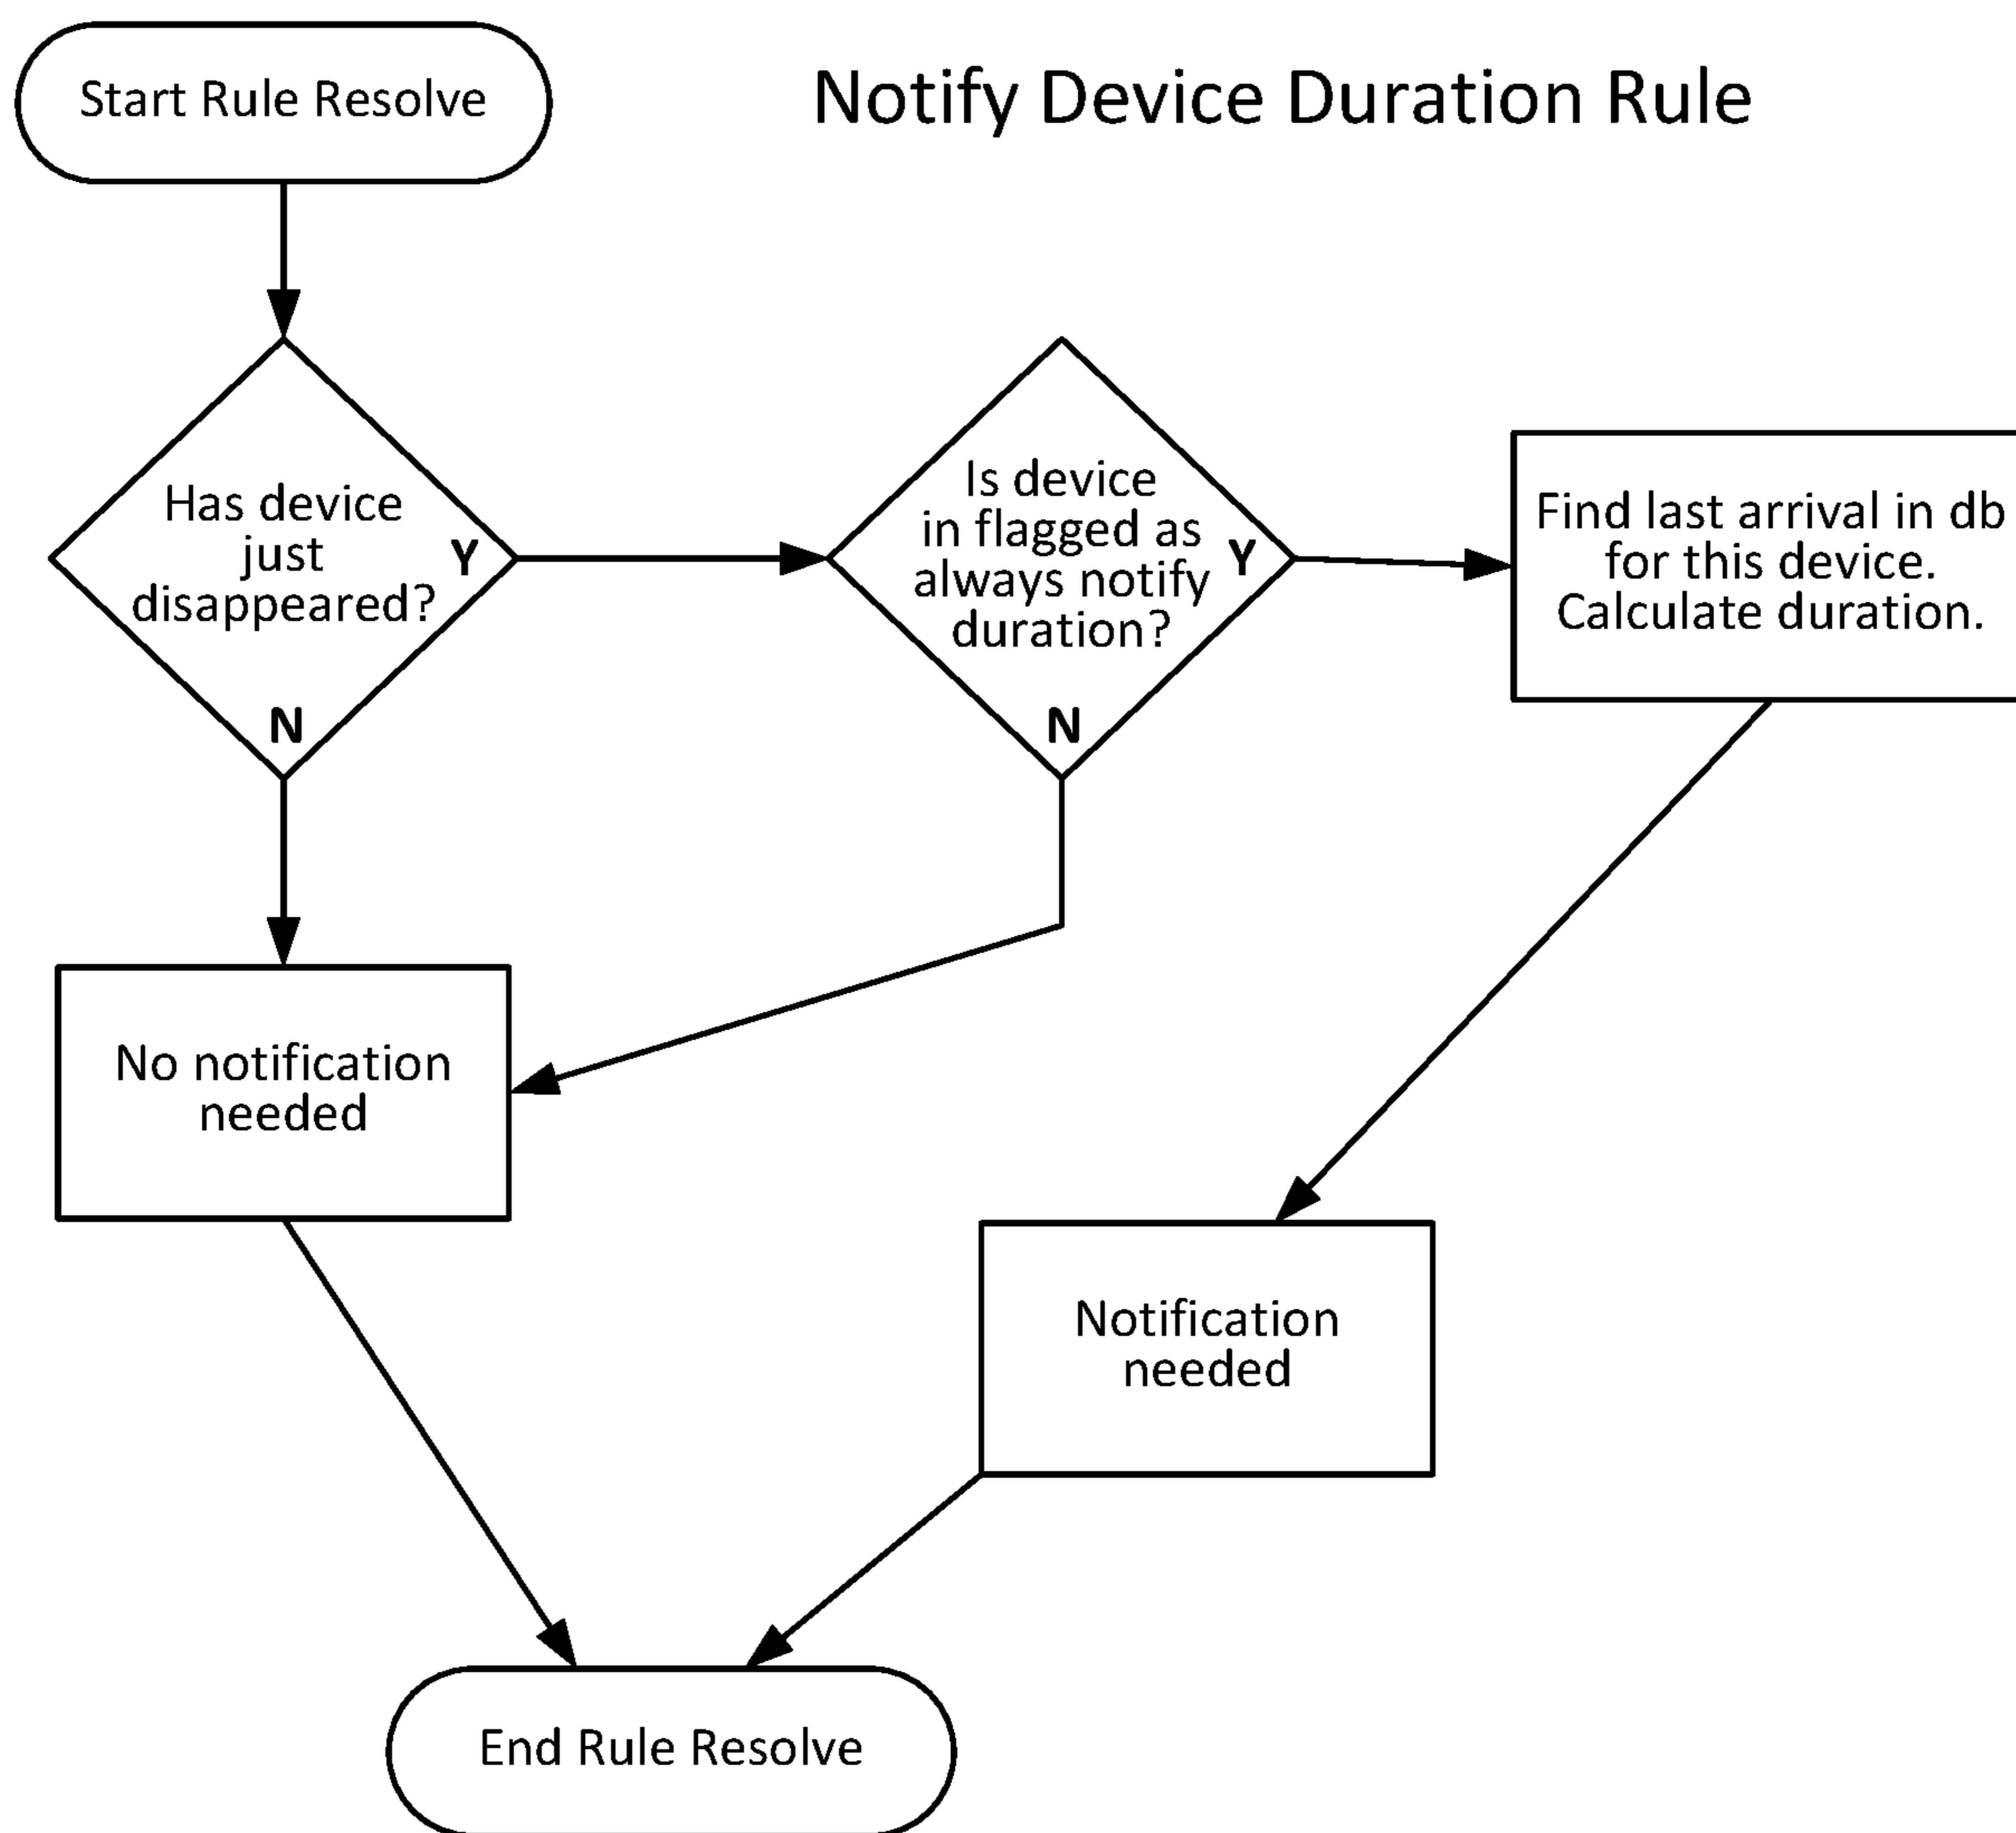 Start Rule Resolve
Notify Device Duration Rule
Has device
just
disappeared?
Y
N
Is device
in flagged as
always notify
duration?
Y
N
Find last arrival in db
for this device.
Calculate duration.
No notification
needed
Notification
needed
End Rule Resolve